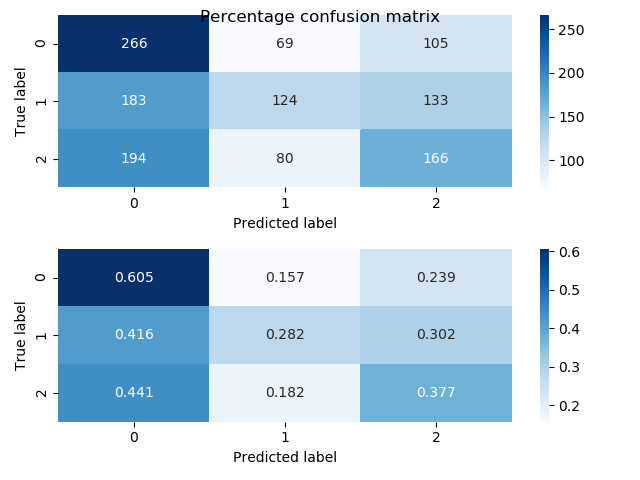 Percentage confusion matrix
True label
0 266 69 105
1 183 124 133
2 194 80 166
0 1 2
Predicted label
250
200
150
100
True label
0 0.605 0.157 0.239
1 0.416 0.282 0.302
2 0.441 0.182 0.377
0 1 2
Predicted label
0.6
0.5
0.4
0.3
0.2